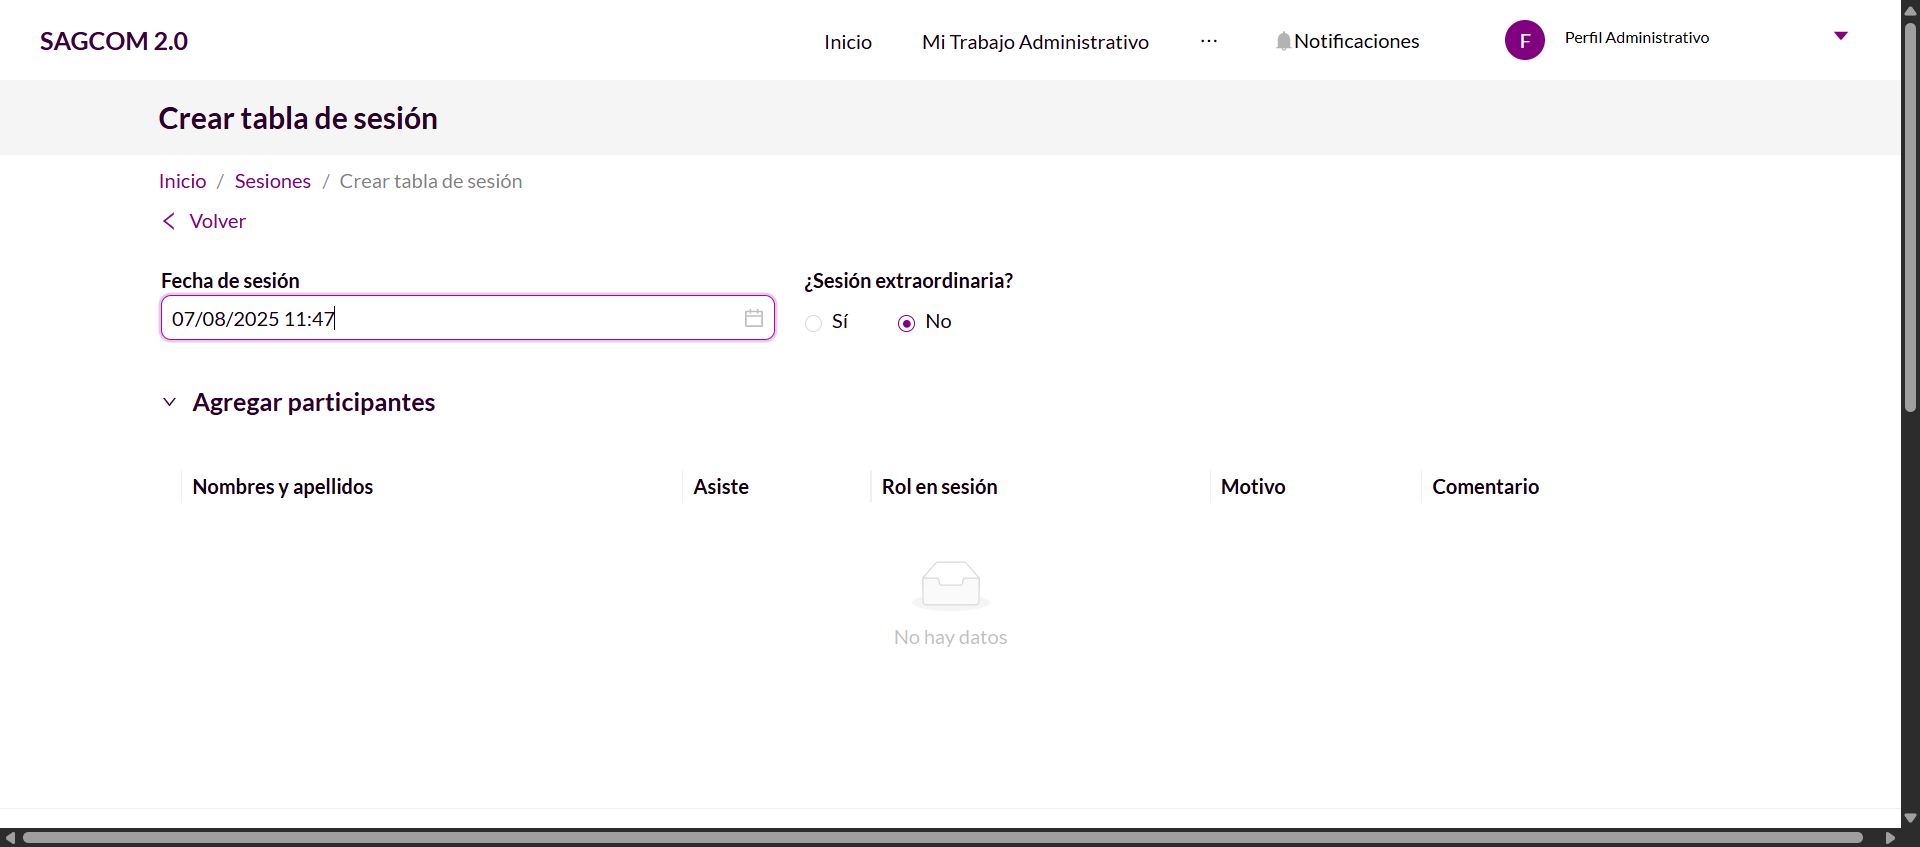 SAGCOM 2.0
Inicio
Mi Trabajo Administrativo
···
Notificaciones
F
Perfil Administrativo
Crear tabla de sesión
Inicio / Sesiones / Crear tabla de sesión
Volver
Fecha de sesión
¿Sesión extraordinaria?
07/08/2025 11:47
Sí
No
Agregar participantes
Nombres y apellidos
Asiste
Rol en sesión
Motivo
Comentario
No hay datos